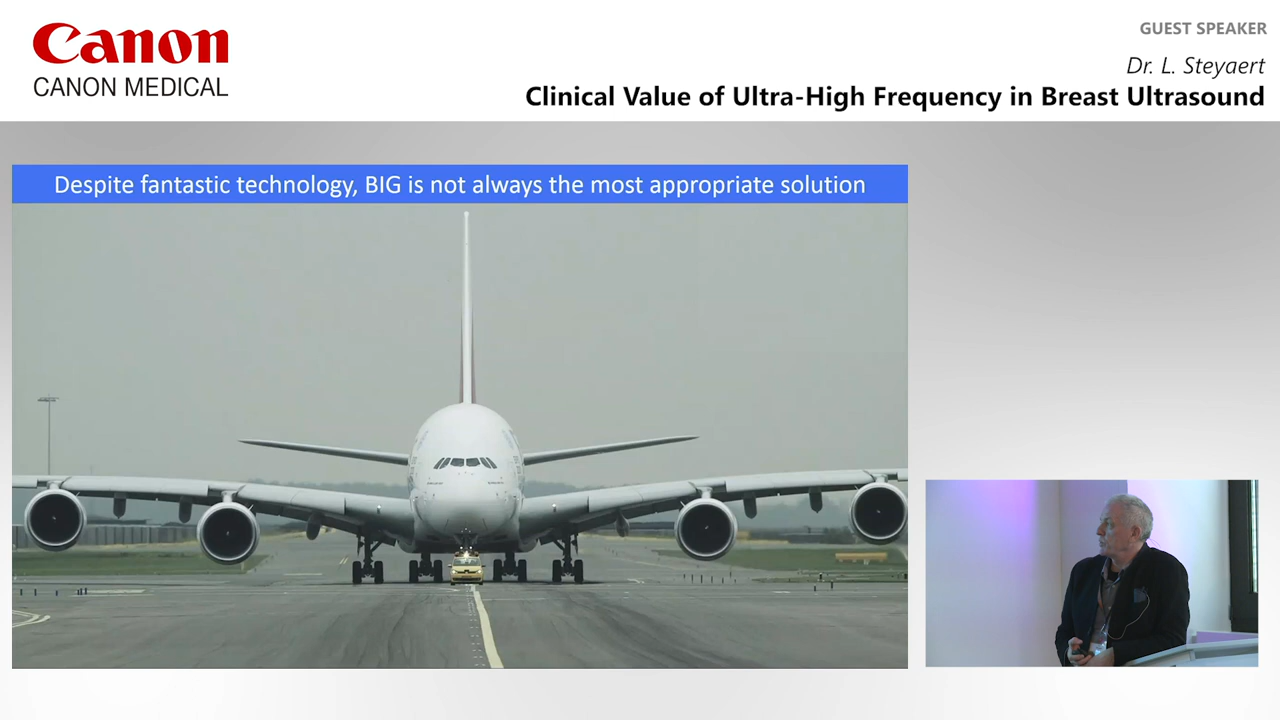 Canon
CANON MEDICAL
GUEST SPEAKER
Dr. L. Steyaert
Clinical Value of Ultra-High Frequency in Breast Ultrasound
Despite fantastic technology, BIG is not always the most appropriate solution